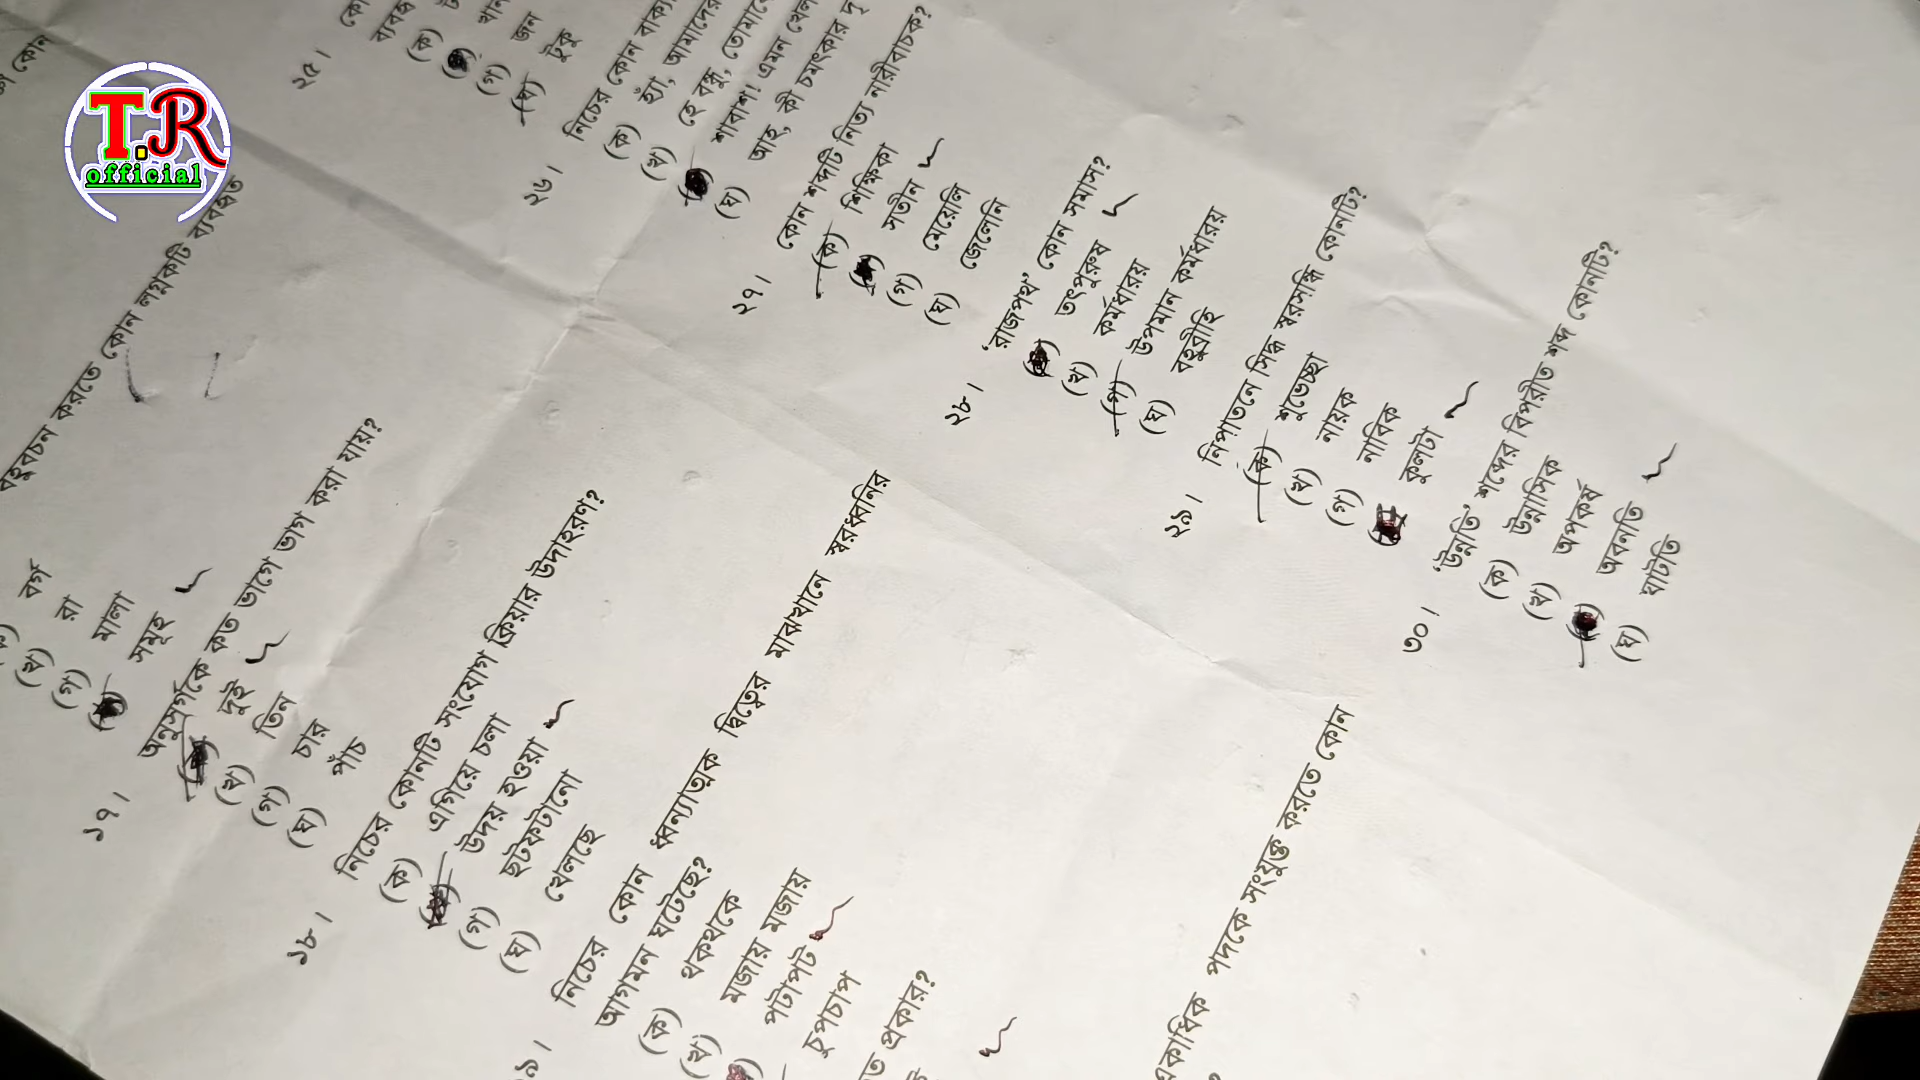 T.R
official
কোন
বহুবচন করতে কোন লগ্নকটি ব্যবহৃত
বর্গ
(খ) রা
(গ) মালা
সমূহ
১৭। অনুসর্গকে কত ভাগে ভাগ করা যায়?
দুই
(খ) তিন
(গ) চার
(ঘ) পাঁচ
১৮। নিচের কোনটি সংযোগ ক্রিয়ার উদাহরণ?
(ক) এগিয়ে চলা
উদয় হওয়া
(গ) ছটফটানো
(ঘ) খেলছে
নিচের কোন ধ্বন্যাত্মক দ্বিত্বের মাঝখানে স্বরধ্বনির
আগমন ঘটেছে?
(ক) থকথকে
(খ) মজায় মজায়
পটাপট
চুপচাপ
প্রকার?
একাধিক পদকে সংযুক্ত করতে কোন
২৫।
(ক)
(গ) জন
(ঘ) টুকু
২৬। নিচের কোন
(ক) হ্যাঁ, আমাদের
(খ) হে বন্ধু,
শাবাশ! এমন
(ঘ) আহ, কী চমৎকার
২৭। কোন শব্দটি নিত্য নারীবাচক?
(ক) শিক্ষিকা
সতীন
(গ) মেয়েলি
(ঘ) জেলেনি
২৮। 'রাজপথ' কোন সমাস?
তৎপুরুষ
(খ) কর্মধারয়
(গ) উপমান কর্মধারয়
(ঘ) বহুব্রীহি
২৯। নিপাতনে সিদ্ধ স্বরসন্ধি কোনটি?
(ক) শুভেচ্ছা
(খ) নায়ক
(গ) নাবিক
কুলটা
৩০। 'উন্নতি' শব্দের বিপরীত শব্দ কোনটি?
(ক) উন্নাসিক
(খ) অপকর্ষ
অবনতি
(ঘ) ঘাটতি